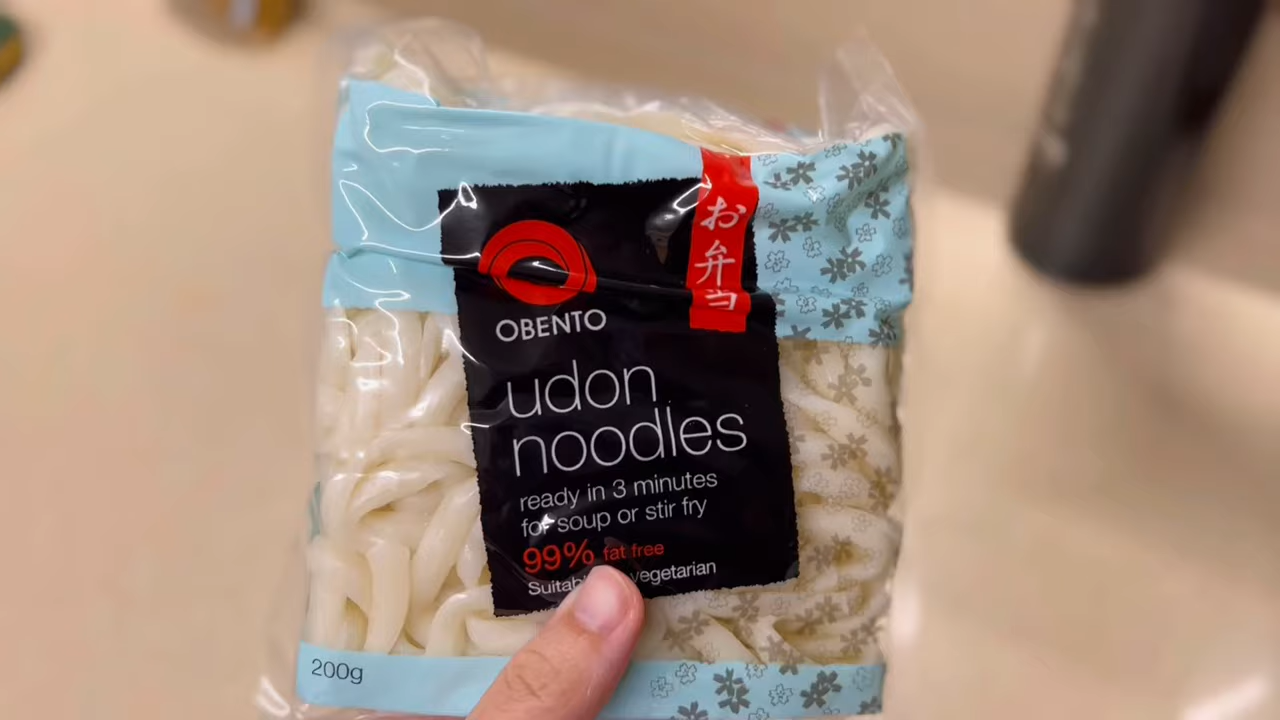 お弁当
OBENTO
udon
noodles
ready in 3 minutes
for soup or stir fry
99% fat free
vegetarian
200g